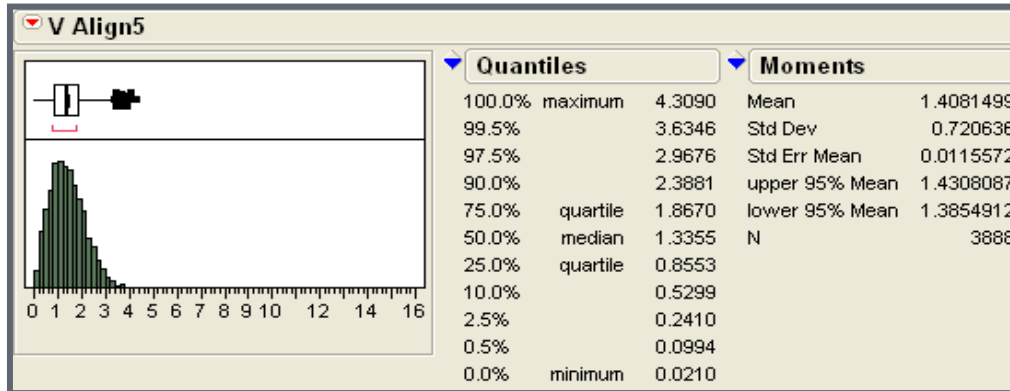 V Align5
0 1 2 3 4 5 6 7 8 9 10 12 14 16
Quantiles
100.0% maximum 4.3090
99.5% 3.6346
97.5% 2.9676
90.0% 2.3881
75.0% quartile 1.8670
50.0% median 1.3355
25.0% quartile 0.8553
10.0% 0.5299
2.5% 0.2410
0.5% 0.0994
0.0% minimum 0.0210
Moments
Mean 1.4081499
Std Dev 0.720636
Std Err Mean 0.0115572
upper 95% Mean 1.4308087
lower 95% Mean 1.3854912
N 3888